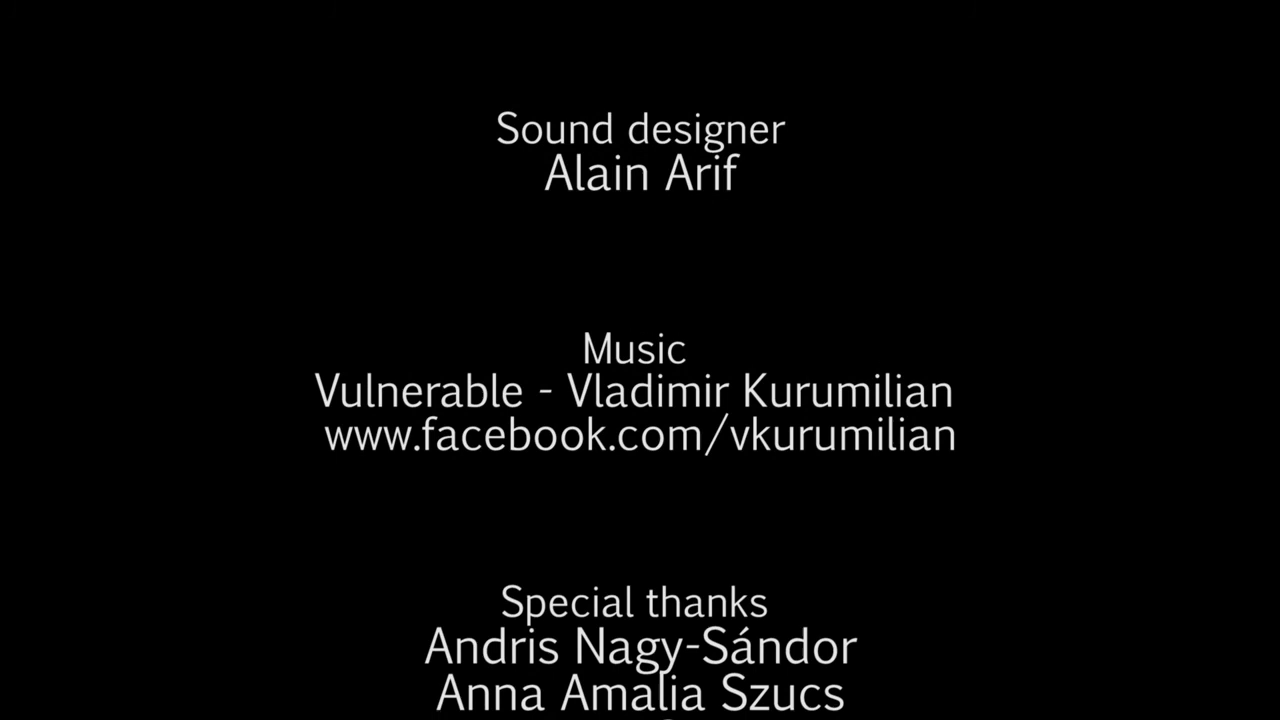 Sound designer
Alain Arif
Music
Vulnerable - Vladimir Kurumilian
www.facebook.com/vkurumilian
Special thanks
Andris Nagy-Sándor
Anna Amalia Szucs